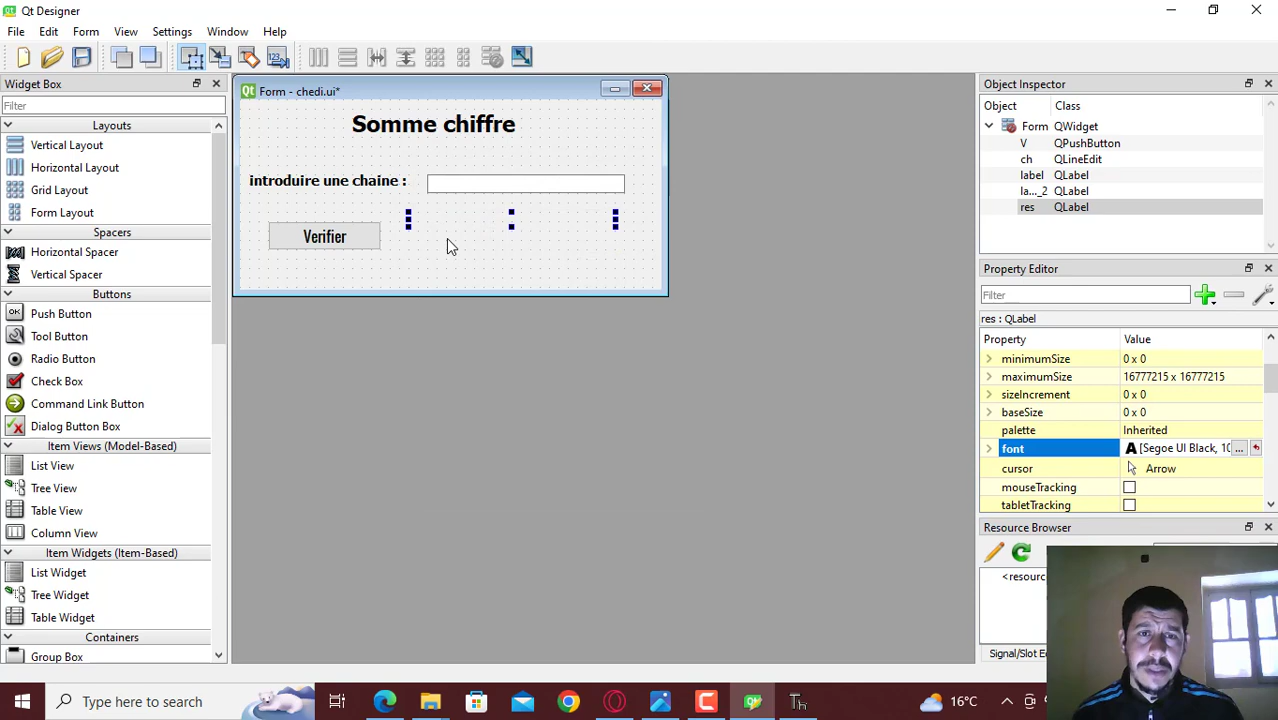 Qt Designer
File Edit Form View Settings Window Help
Widget Box
Filter
Layouts
Vertical Layout
Horizontal Layout
Grid Layout
Form Layout
Spacers
Horizontal Spacer
Vertical Spacer
Buttons
Push Button
Tool Button
Radio Button
Check Box
Command Link Button
Dialog Button Box
Item Views (Model-Based)
List View
Tree View
Table View
Column View
Item Widgets (Item-Based)
List Widget
Tree Widget
Table Widget
Containers
Group Box
Form - chedi.ui*
Somme chiffre
introduire une chaine :
Verifier
Object Inspector
Object Class
Form QWidget
V QPushButton
ch QLineEdit
label QLabel
la..._2 QLabel
res QLabel
Property Editor
Filter
res : QLabel
Property Value
minimumSize 0 x 0
maximumSize 16777215 x 16777215
sizeIncrement 0 x 0
baseSize 0 x 0
palette Inherited
font A [Segoe UI Black, 10 ...
cursor Arrow
mouseTracking
tabletTracking
Resource Browser
<resourc
Signal/Slot Ed
Type here to search
16°C